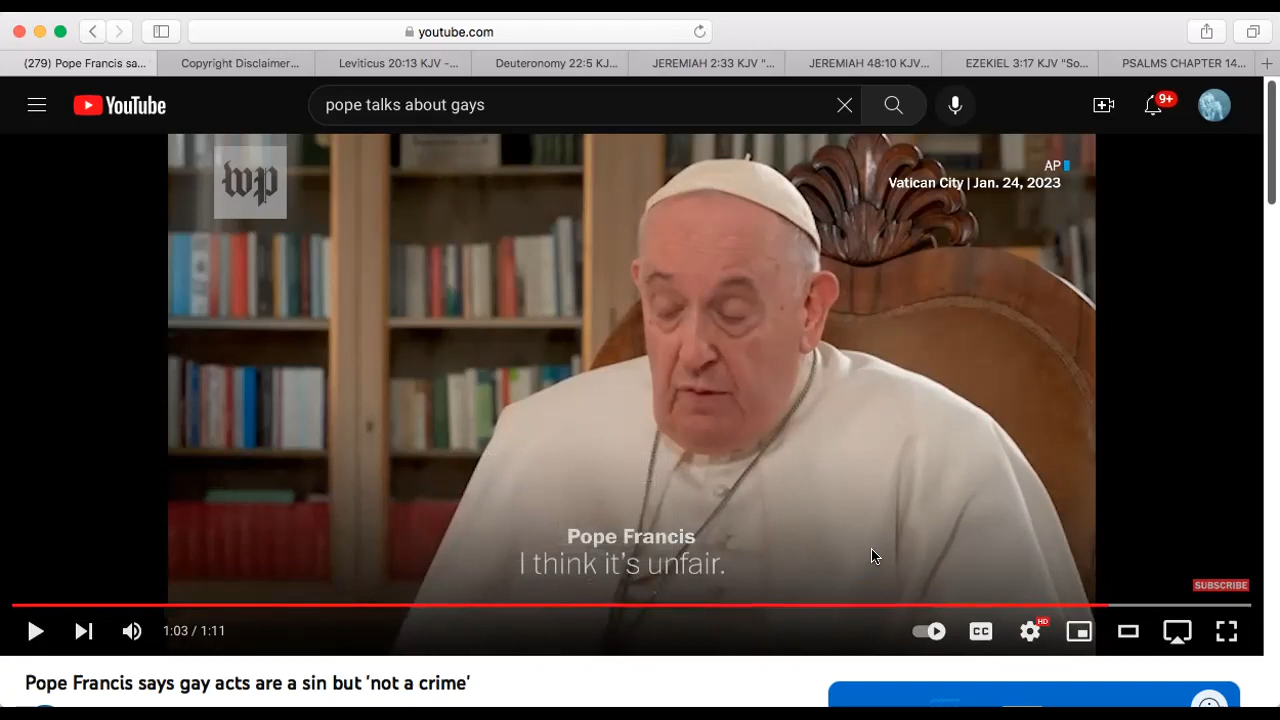 youtube.com
(279) Pope Francis sa...
Copyright Disclaimer...
Leviticus 20:13 KJV -...
Deuteronomy 22:5 KJ...
JEREMIAH 2:33 KJV "...
JEREMIAH 48:10 KJV...
EZEKIEL 3:17 KJV "So...
PSALMS CHAPTER 14...
YouTube
pope talks about gays
9+
wp
AP
Vatican City | Jan. 24, 2023
Pope Francis
I think it's unfair.
SUBSCRIBE
1:03 / 1:11
CC
HD
Pope Francis says gay acts are a sin but 'not a crime'